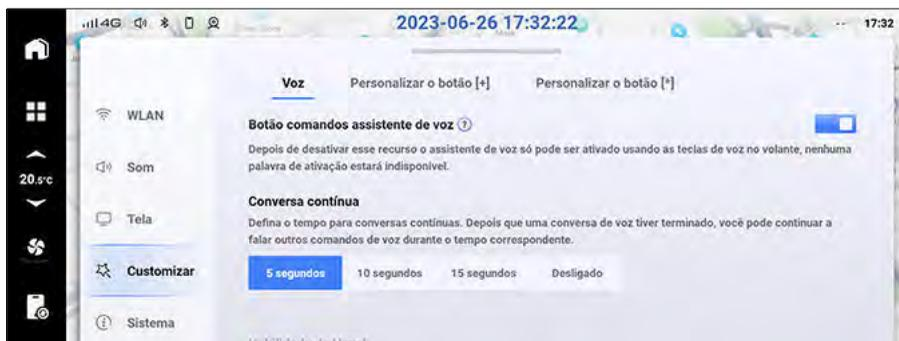 4G
2023-06-26 17:32:22
17:32
Voz
Personalizar o botão [+]
Personalizar o botão [*]
WLAN
Botão comandos assistente de voz ?
Depois de desativar esse recurso o assistente de voz só pode ser ativado usando as teclas de voz no volante, nenhuma
palavra de ativação estará indisponível.
20.5°C
Som
Conversa contínua
Tela
Defina o tempo para conversas contínuas. Depois que uma conversa de voz tiver terminado, você pode continuar a
falar outros comandos de voz durante o tempo correspondente.
Customizar
5 segundos
10 segundos
15 segundos
Desligado
Sistema